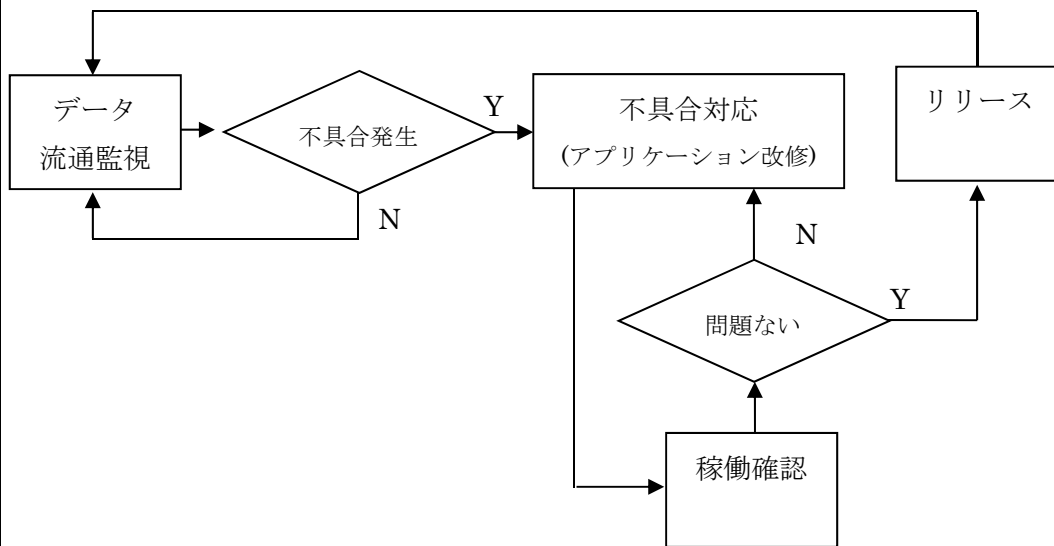 データ
流通監視
不具合発生
Y
N
不具合対応
(アプリケーション改修)
リリース
N
Y
問題ない
稼働確認